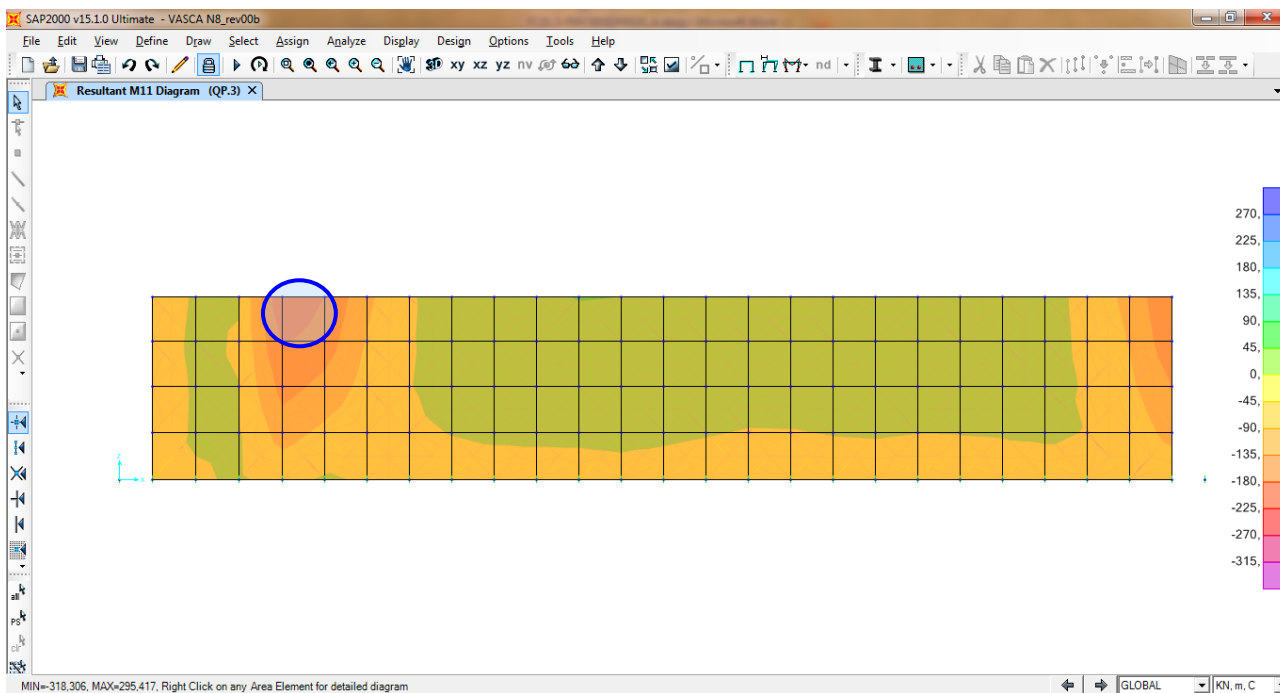 SAP2000 v15.1.0 Ultimate - VASCA N8_rev00b
File Edit View Define Draw Select Assign Analyze Display Design Options Tools Help
xy xz yz nv nd
Resultant M11 Diagram (QP.3) X
270,
225,
180,
135,
90,
45,
0,
-45,
-90,
-135,
-180,
-225,
-270,
-315,
z
x
all
PS
clr
MIN=-318,306, MAX=295,417, Right Click on any Area Element for detailed diagram
GLOBAL
KN, m, C